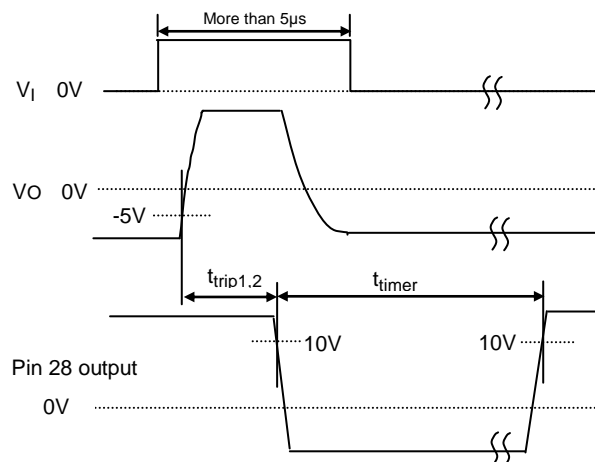 More than 5µs
VI 0V
VO 0V
-5V
ttrip1,2 ttimer
10V 10V
Pin 28 output
0V